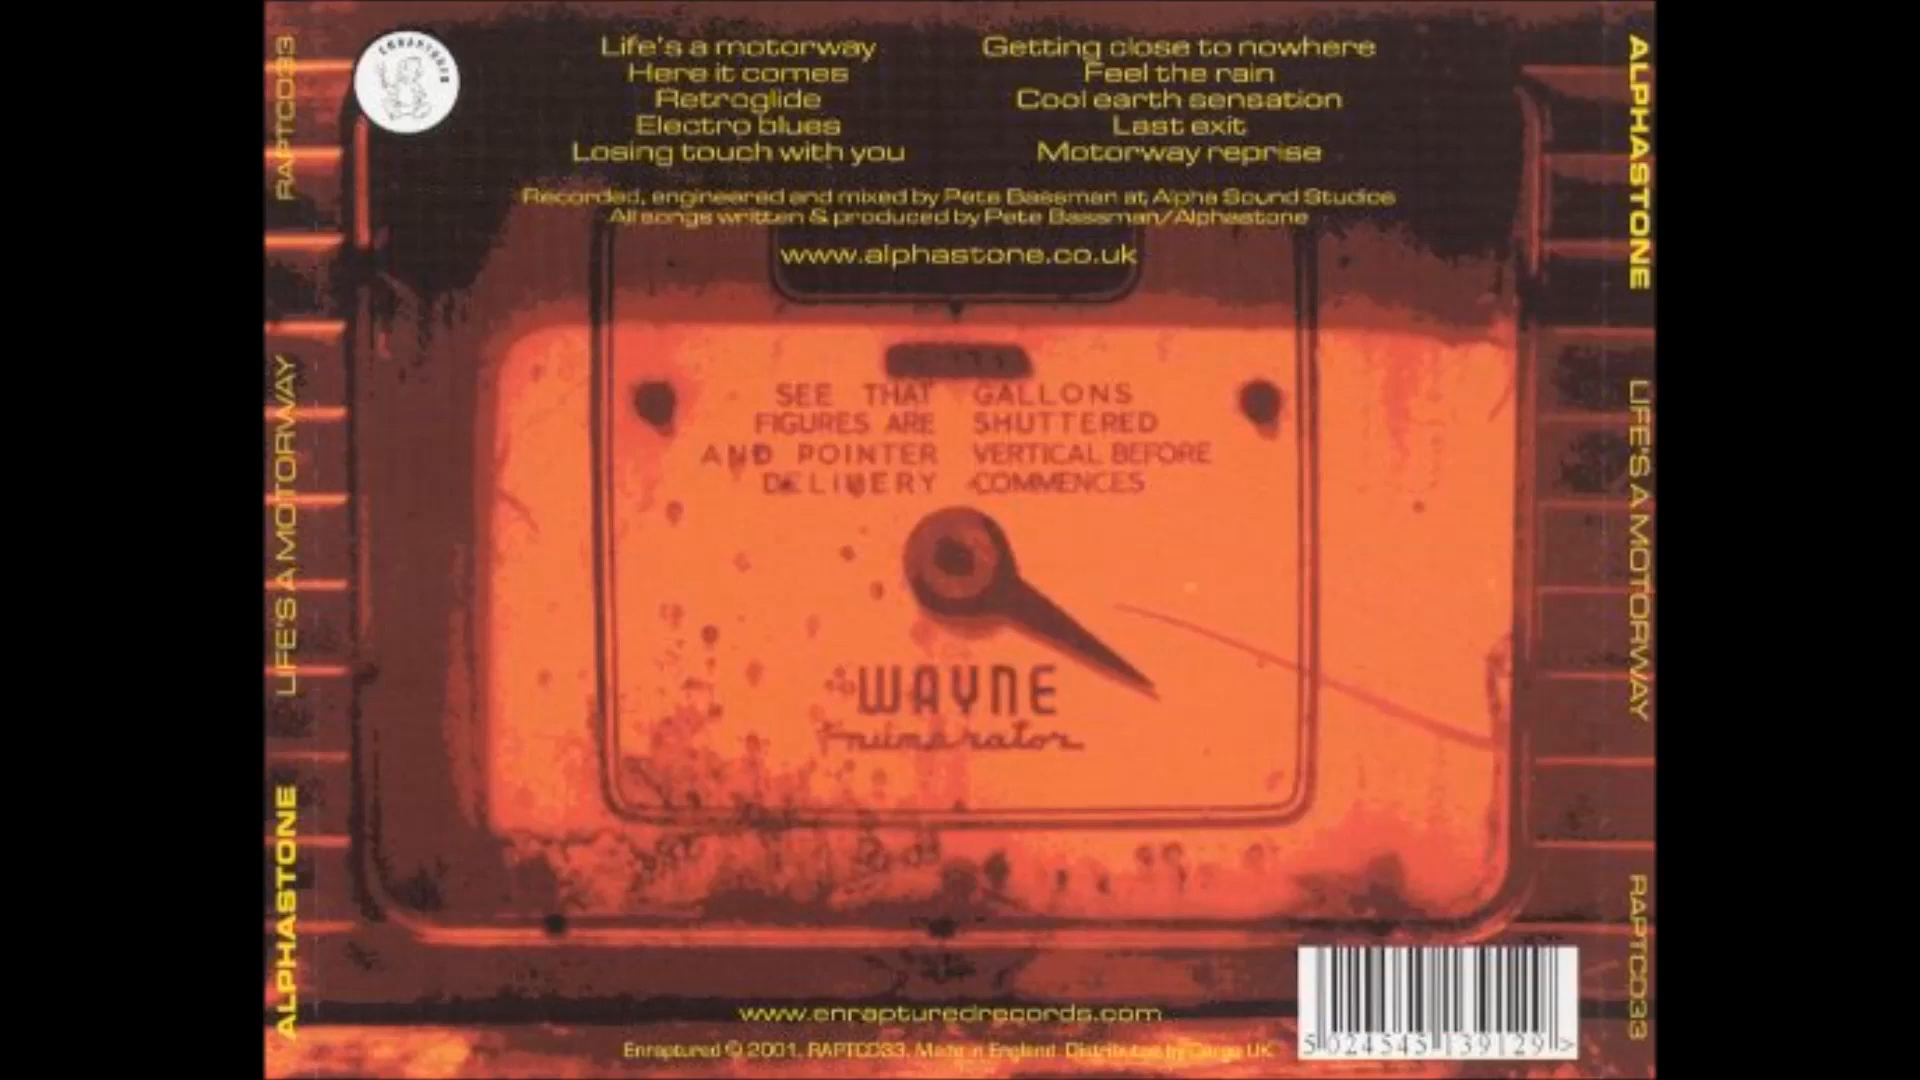 RAPTCD33
LIFE'S A MOTORWAY
ALPHASTONE
ENRAPTURED
Life's a motorway
Here it comes
Retroglide
Electro blues
Losing touch with you
Getting close to nowhere
Feel the rain
Cool earth sensation
Last exit
Motorway reprise
Recorded, engineered and mixed by Pete Bassman at Alpha Sound Studios
All songs written & produced by Pete Bassman/Alphastone
www.alphastone.co.uk
SEE THAT GALLONS
FIGURES ARE SHUTTERED
AND POINTER VERTICAL BEFORE
DELIVERY COMMENCES
WAYNE
www.enrapturedrecords.com
Enraptured © 2001. RAPTCD33. Made in England. Distributed by Cargo UK
5 024545 139129 >
ALPHASTONE
LIFE'S A MOTORWAY
RAPTCD33